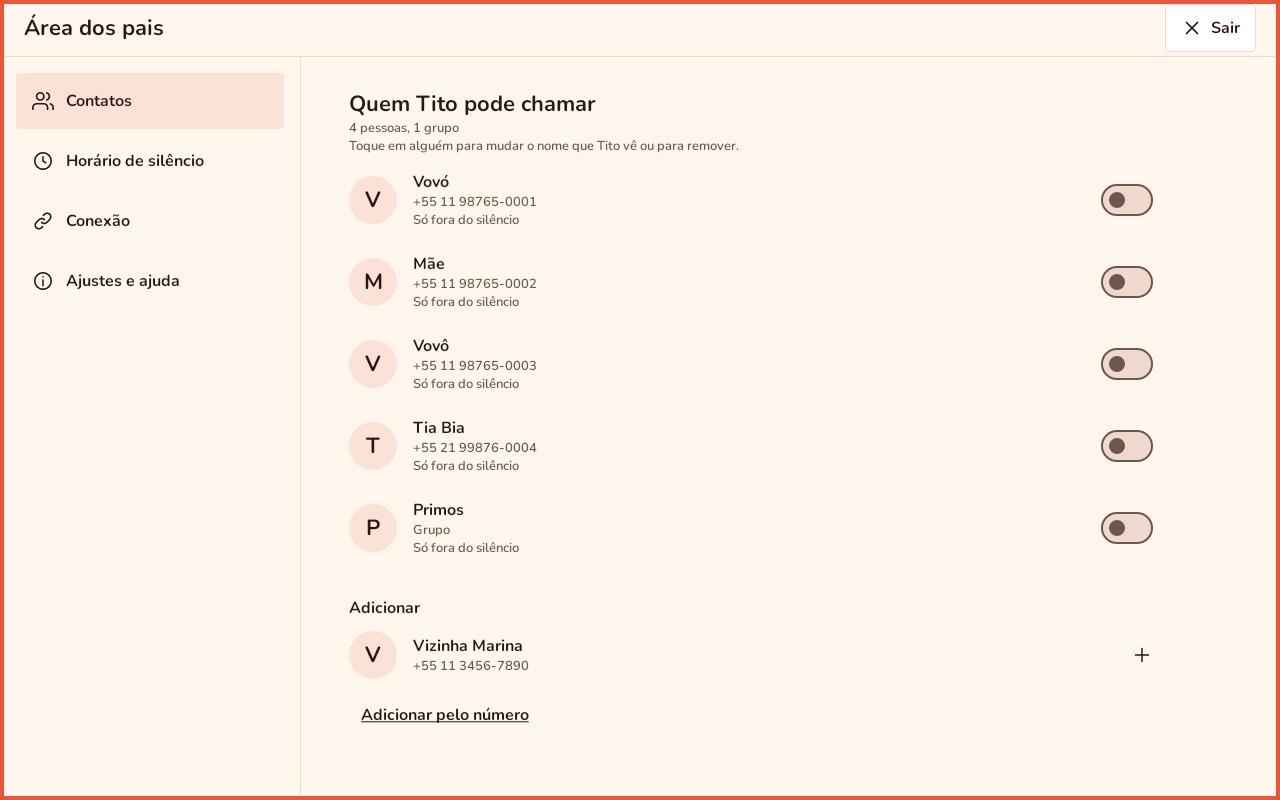 Área dos pais
Sair
Contatos
Horário de silêncio
Conexão
Ajustes e ajuda
Quem Tito pode chamar
4 pessoas, 1 grupo
Toque em alguém para mudar o nome que Tito vê ou para remover.
V
Vovó
+55 11 98765-0001
Só fora do silêncio
M
Mãe
+55 11 98765-0002
Só fora do silêncio
V
Vovô
+55 11 98765-0003
Só fora do silêncio
T
Tia Bia
+55 21 99876-0004
Só fora do silêncio
P
Primos
Grupo
Só fora do silêncio
Adicionar
V
Vizinha Marina
+55 11 3456-7890
Adicionar pelo número